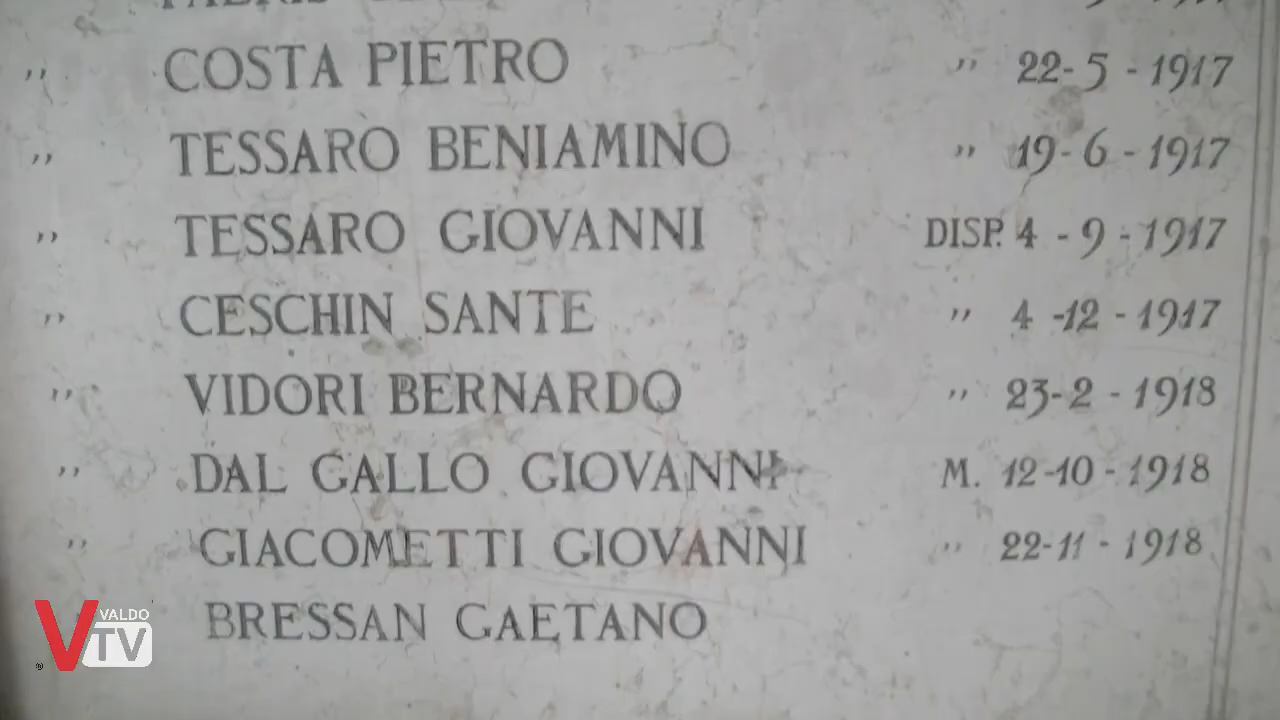 ,, COSTA PIETRO ,, 22-5-1917
,, TESSARO BENIAMINO ,, 19-6-1917
,, TESSARO GIOVANNI DISP. 4-9-1917
,, CESCHIN SANTE ,, 4-12-1917
,, VIDORI BERNARDO ,, 23-2-1918
,, DAL GALLO GIOVANNI M. 12-10-1918
,, GIACOMETTI GIOVANNI ,, 22-11-1918
BRESSAN GAETANO
VALDO
VTV